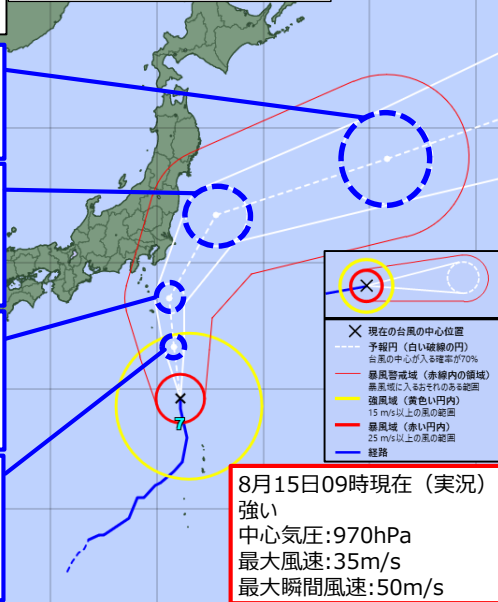 7
現在の台風の中心位置
予報円（白い破線の円）
台風の中心が入る確率が70%
暴風警戒域（赤線内の領域）
暴風域に入るおそれのある範囲
強風域（黄色い円内）
15 m/s以上の風の範囲
暴風域（赤い円内）
25 m/s以上の風の範囲
経路
8月15日09時現在（実況）
強い
中心気圧:970hPa
最大風速:35m/s
最大瞬間風速:50m/s